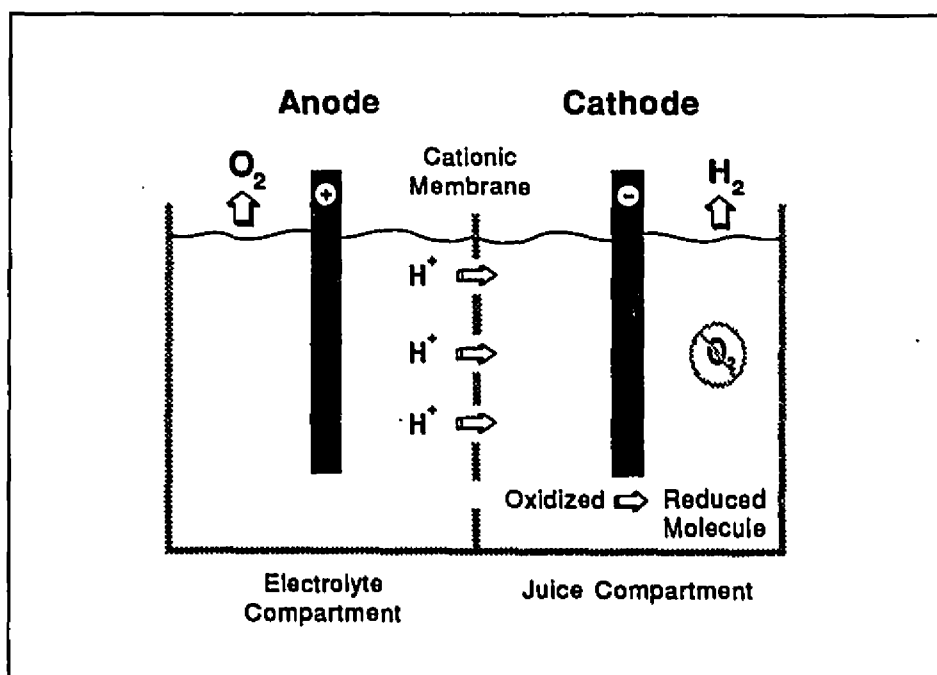 Anode
Cathode
O₂
Cationic
Membrane
H₂
+
−
H⁺
H⁺
O₂
H⁺
Oxidized
Reduced
Molecule
Electrolyte
Compartment
Juice Compartment